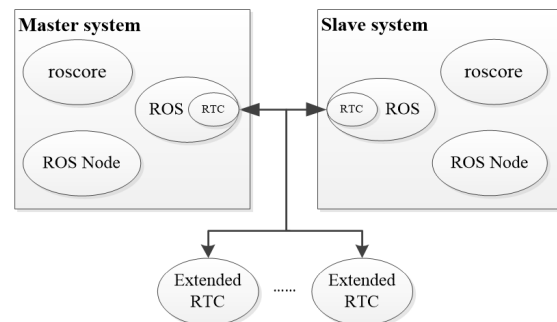 Master system
Slave system
roscore
roscore
ROS
RTC
RTC
ROS
ROS Node
ROS Node
Extended
RTC
......
Extended
RTC